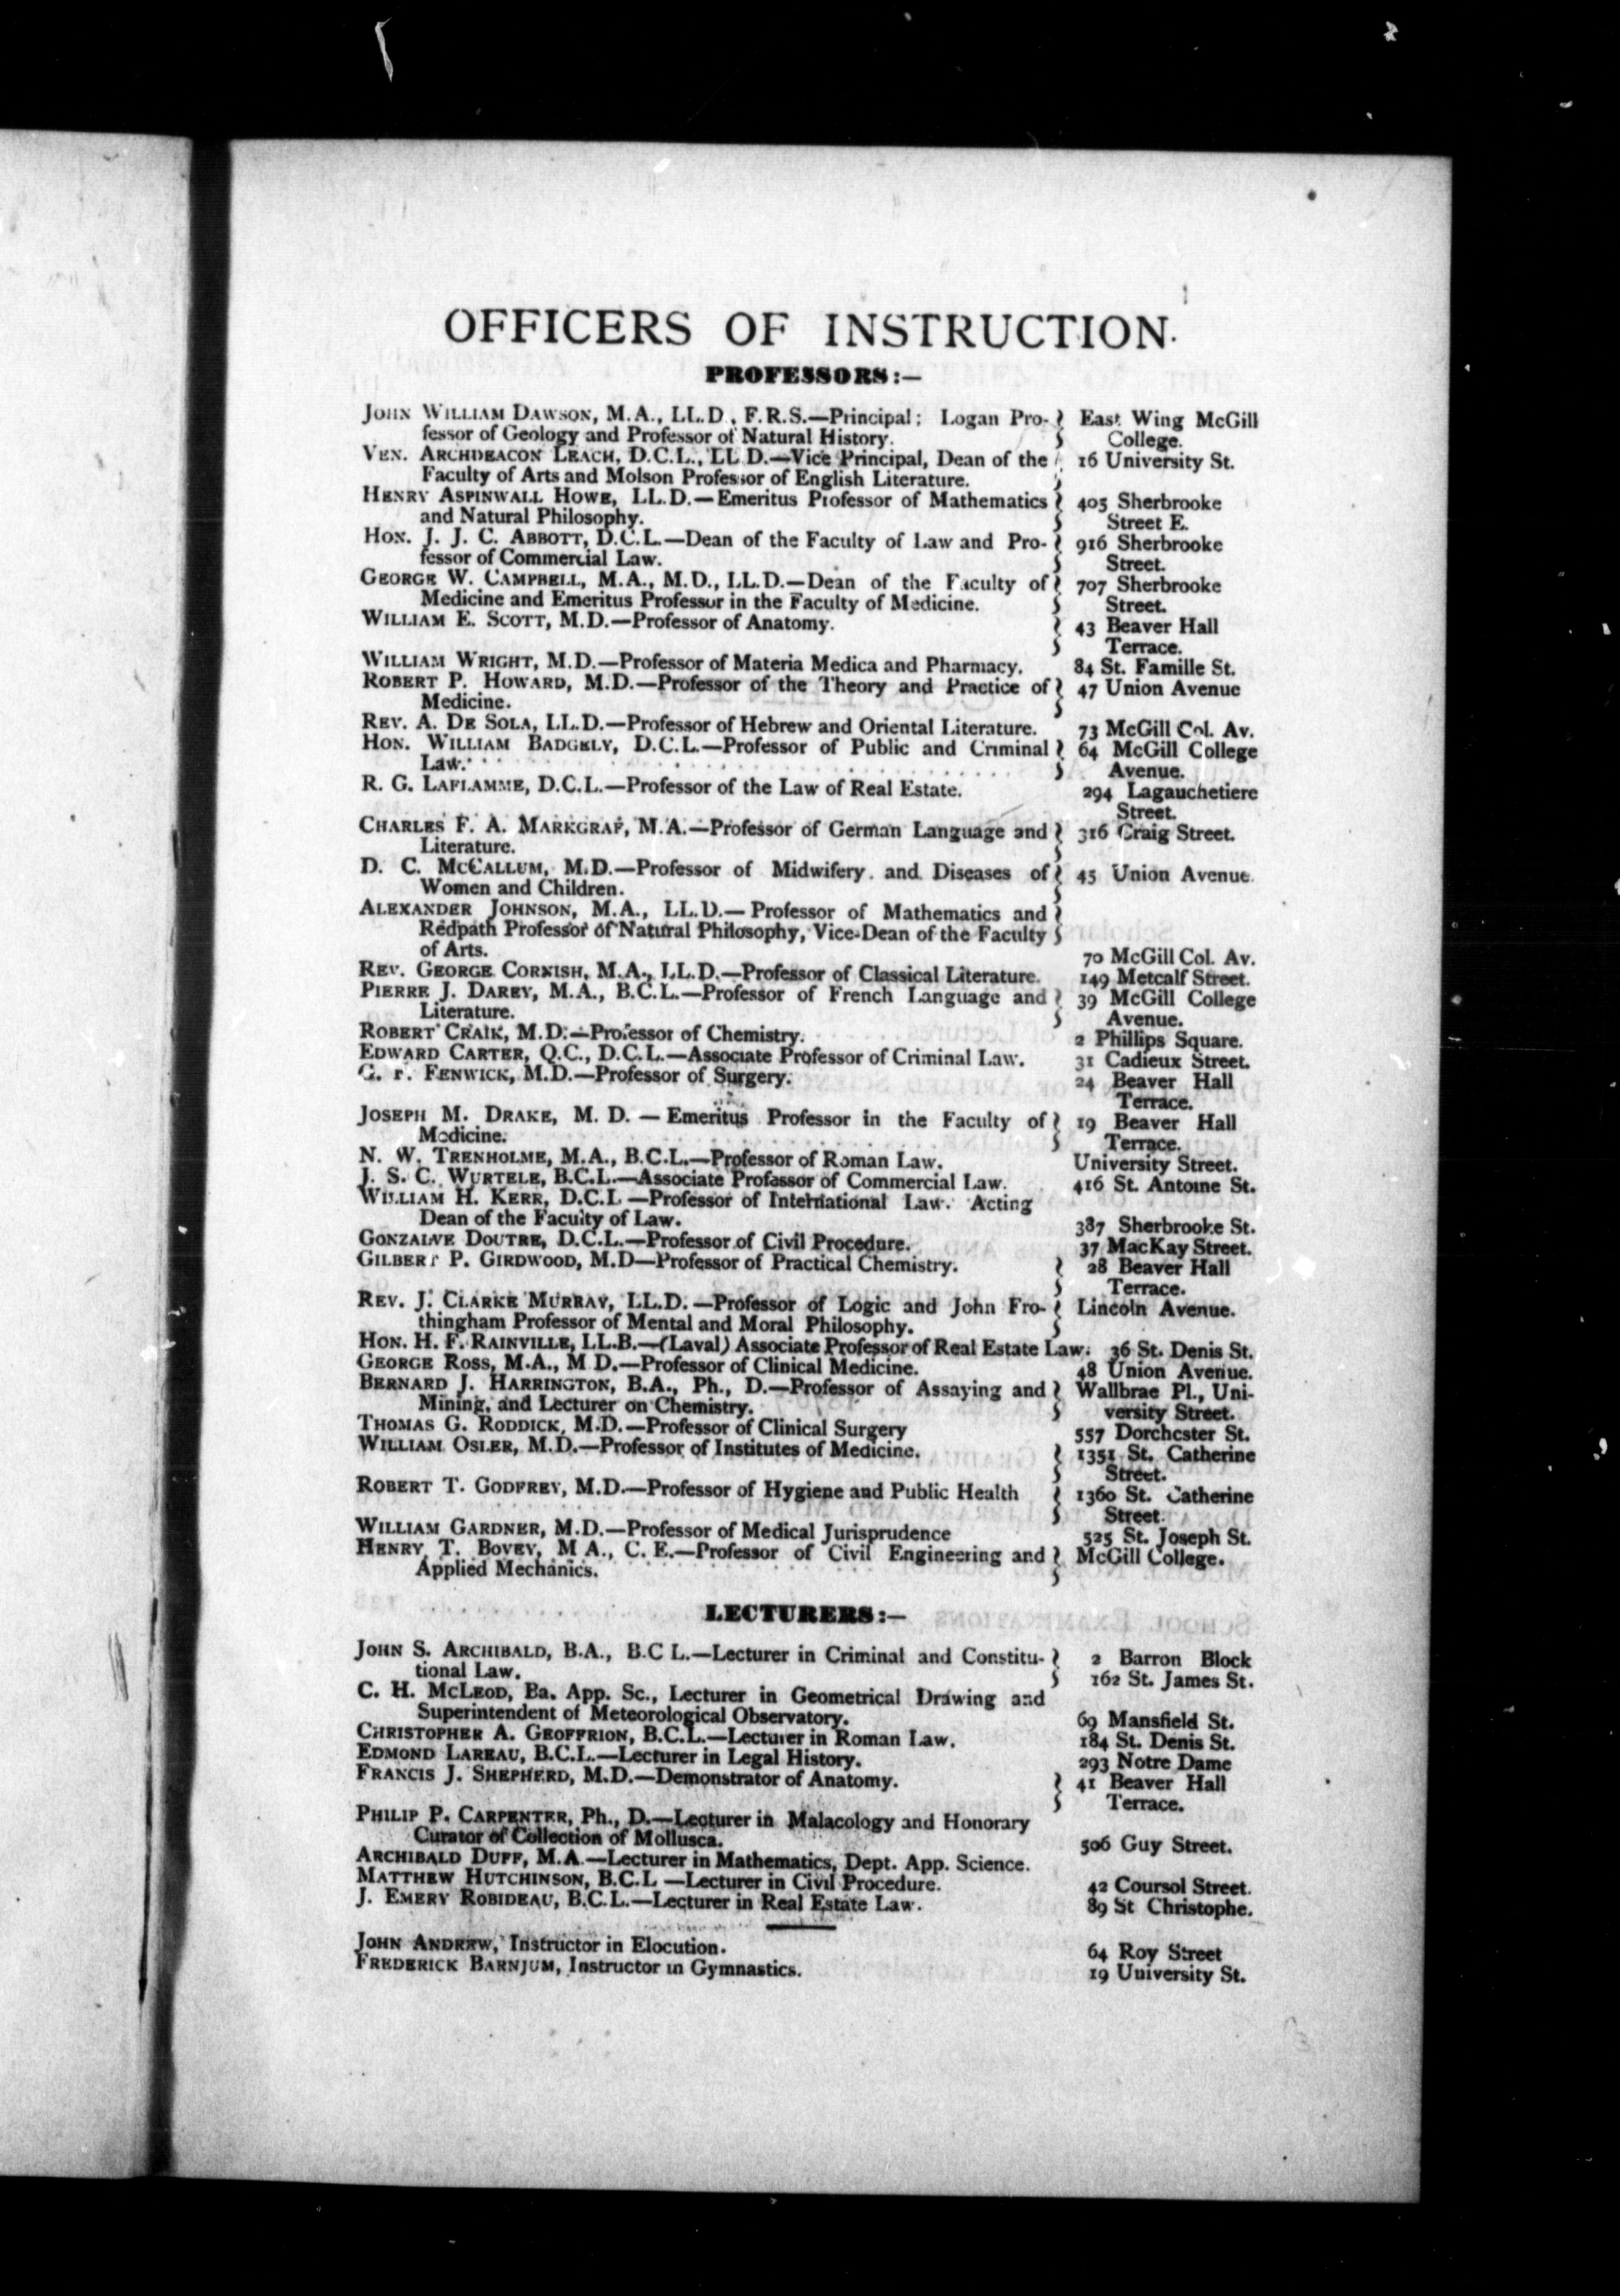 OFFICERS OF INSTRUCTION.
PROFESSORS:—
JOHN WILLIAM DAWSON, M.A., LL.D., F.R.S.—Principal; Logan Pro- } East Wing McGill
fessor of Geology and Professor of Natural History. } College.
VEN. ARCHDEACON LEACH, D.C.L., LL D.—Vice Principal, Dean of the } 16 University St.
Faculty of Arts and Molson Professor of English Literature. }
HENRY ASPINWALL HOWE, LL.D.—Emeritus Professor of Mathematics } 405 Sherbrooke
and Natural Philosophy. } Street E.
HON. J. J. C. ABBOTT, D.C.L.—Dean of the Faculty of Law and Pro- } 916 Sherbrooke
fessor of Commercial Law. } Street.
GEORGE W. CAMPBELL, M.A., M.D., LL.D.—Dean of the Faculty of } 707 Sherbrooke
Medicine and Emeritus Professor in the Faculty of Medicine. } Street.
WILLIAM E. SCOTT, M.D.—Professor of Anatomy. } 43 Beaver Hall
} Terrace.
WILLIAM WRIGHT, M.D.—Professor of Materia Medica and Pharmacy. 84 St. Famille St.
ROBERT P. HOWARD, M.D.—Professor of the Theory and Practice of } 47 Union Avenue
Medicine. }
REV. A. DE SOLA, LL.D.—Professor of Hebrew and Oriental Literature. 73 McGill Col. Av.
HON. WILLIAM BADGELY, D.C.L.—Professor of Public and Criminal } 64 McGill College
Law. } Avenue.
R. G. LAFLAMME, D.C.L.—Professor of the Law of Real Estate. 294 Lagauchetiere
Street.
CHARLES F. A. MARKGRAF, M.A.—Professor of German Language and } 316 Craig Street.
Literature. }
D. C. MCCALLUM, M.D.—Professor of Midwifery and Diseases of } 45 Union Avenue
Women and Children. }
ALEXANDER JOHNSON, M.A., LL.D.—Professor of Mathematics and }
Redpath Professor of Natural Philosophy, Vice-Dean of the Faculty }
of Arts. 70 McGill Col. Av.
REV. GEORGE CORNISH, M.A., LL.D.—Professor of Classical Literature. 149 Metcalf Street.
PIERRE J. DAREY, M.A., B.C.L.—Professor of French Language and } 39 McGill College
Literature. } Avenue.
ROBERT CRAIK, M.D.—Professor of Chemistry. 2 Phillips Square.
EDWARD CARTER, Q.C., D.C.L.—Associate Professor of Criminal Law. 31 Cadieux Street.
G. F. FENWICK, M.D.—Professor of Surgery. 24 Beaver Hall
Terrace.
JOSEPH M. DRAKE, M. D. — Emeritus Professor in the Faculty of } 19 Beaver Hall
Medicine. } Terrace.
N. W. TRENHOLME, M.A., B.C.L.—Professor of Roman Law. University Street.
J. S. C. WURTELE, B.C.L.—Associate Professor of Commercial Law. 416 St. Antoine St.
WILLIAM H. KERR, D.C.L—Professor of International Law. Acting
Dean of the Faculty of Law. 387 Sherbrooke St.
GONZALVE DOUTRE, D.C.L.—Professor of Civil Procedure. 37 MacKay Street.
GILBERT P. GIRDWOOD, M.D—Professor of Practical Chemistry. } 28 Beaver Hall
} Terrace.
REV. J. CLARKE MURRAY, LL.D.—Professor of Logic and John Fro- } Lincoln Avenue.
thingham Professor of Mental and Moral Philosophy. }
HON. H. F. RAINVILLE, LL.B.—(Laval) Associate Professor of Real Estate Law. 36 St. Denis St.
GEORGE ROSS, M.A., M D.—Professor of Clinical Medicine. 48 Union Avenue.
BERNARD J. HARRINGTON, B.A., Ph., D.—Professor of Assaying and } Wallbrae Pl., Uni-
Mining, and Lecturer on Chemistry. } versity Street.
THOMAS G. RODDICK, M.D.—Professor of Clinical Surgery 557 Dorchester St.
WILLIAM OSLER, M.D.—Professor of Institutes of Medicine. } 1351 St. Catherine
} Street.
ROBERT T. GODFREY, M.D.—Professor of Hygiene and Public Health } 1360 St. Catherine
} Street.
WILLIAM GARDNER, M.D.—Professor of Medical Jurisprudence 525 St. Joseph St.
HENRY T. BOVEY, M A., C. E.—Professor of Civil Engineering and } McGill College.
Applied Mechanics. }
LECTURERS:—
JOHN S. ARCHIBALD, B.A., B.C L.—Lecturer in Criminal and Constitu- } 2 Barron Block
tional Law. } 162 St. James St.
C. H. MCLEOD, Ba. App. Sc., Lecturer in Geometrical Drawing and
Superintendent of Meteorological Observatory. 69 Mansfield St.
CHRISTOPHER A. GEOFFRION, B.C.L.—Lecturer in Roman Law. 184 St. Denis St.
EDMOND LAREAU, B.C.L.—Lecturer in Legal History. 293 Notre Dame
FRANCIS J. SHEPHERD, M.D.—Demonstrator of Anatomy. } 41 Beaver Hall
} Terrace.
PHILIP P. CARPENTER, Ph., D.—Lecturer in Malacology and Honorary
Curator of Collection of Mollusca. 506 Guy Street.
ARCHIBALD DUFF, M.A.—Lecturer in Mathematics, Dept. App. Science.
MATTHEW HUTCHINSON, B.C.L—Lecturer in Civil Procedure. 42 Coursol Street.
J. EMERY ROBIDEAU, B.C.L.—Lecturer in Real Estate Law. 89 St Christophe.
JOHN ANDREW, Instructor in Elocution. 64 Roy Street
FREDERICK BARNJUM, Instructor in Gymnastics. 19 University St.